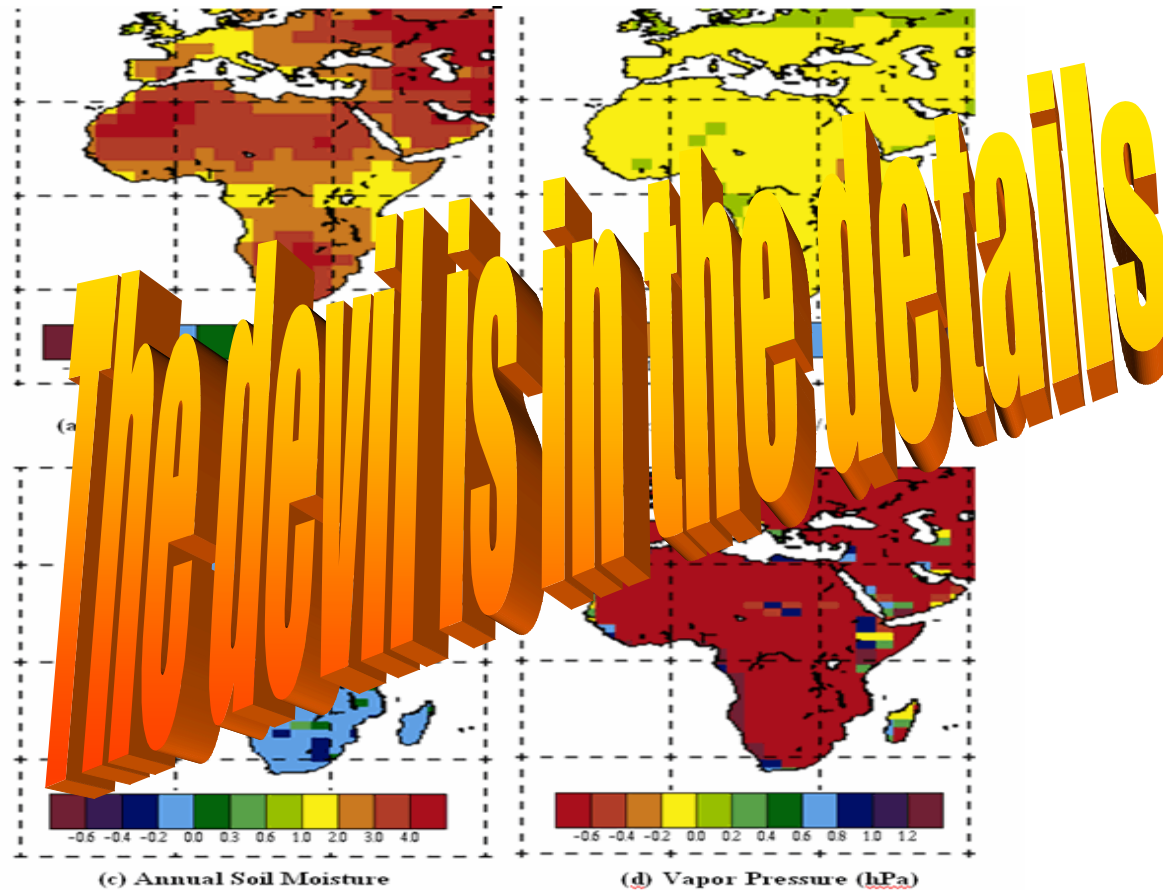 The devil is in the details
(a
-0.6 -0.4 -0.2 0.0 0.3 0.6 1.0 2.0 3.0 4.0
-0.6 -0.4 -0.2 0.0 0.2 0.4 0.6 0.8 1.0 1.2
(c) Annual Soil Moisture
(d) Vapor Pressure (hPa)